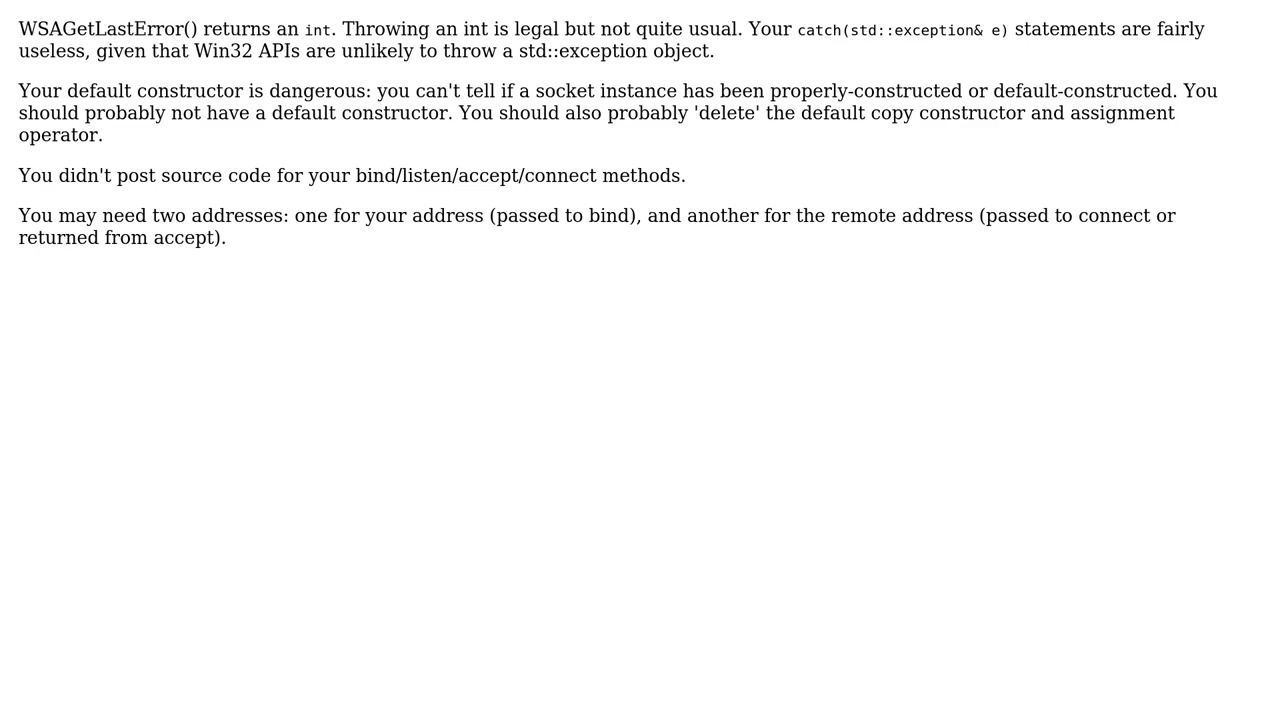 WSAGetLastError() returns an int. Throwing an int is legal but not quite usual. Your catch(std::exception& e) statements are fairly
useless, given that Win32 APIs are unlikely to throw a std::exception object.
Your default constructor is dangerous: you can't tell if a socket instance has been properly-constructed or default-constructed. You
should probably not have a default constructor. You should also probably 'delete' the default copy constructor and assignment
operator.
You didn't post source code for your bind/listen/accept/connect methods.
You may need two addresses: one for your address (passed to bind), and another for the remote address (passed to connect or
returned from accept).